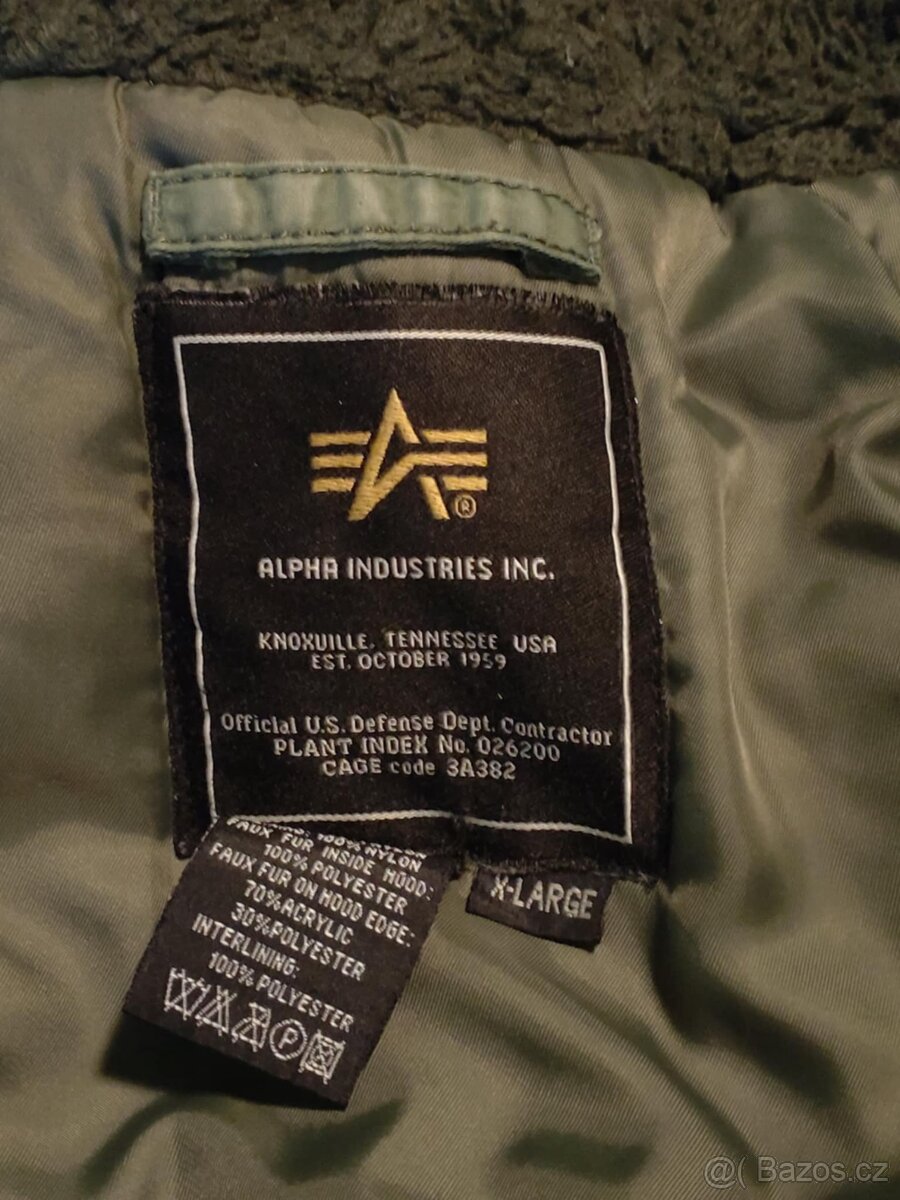 ®
ALPHA INDUSTRIES INC.
KNOXVILLE, TENNESSEE USA
EST. OCTOBER 1959
Official U.S. Defense Dept. Contractor
PLANT INDEX No. 026200
CAGE code 3A382
100% NYLON
FAUX FUR INSIDE HOOD:
100% POLYESTER
FAUX FUR ON HOOD EDGE:
70% ACRYLIC
30% POLYESTER
INTERLINING:
100% POLYESTER
P
X-LARGE
@( Bazos.cz